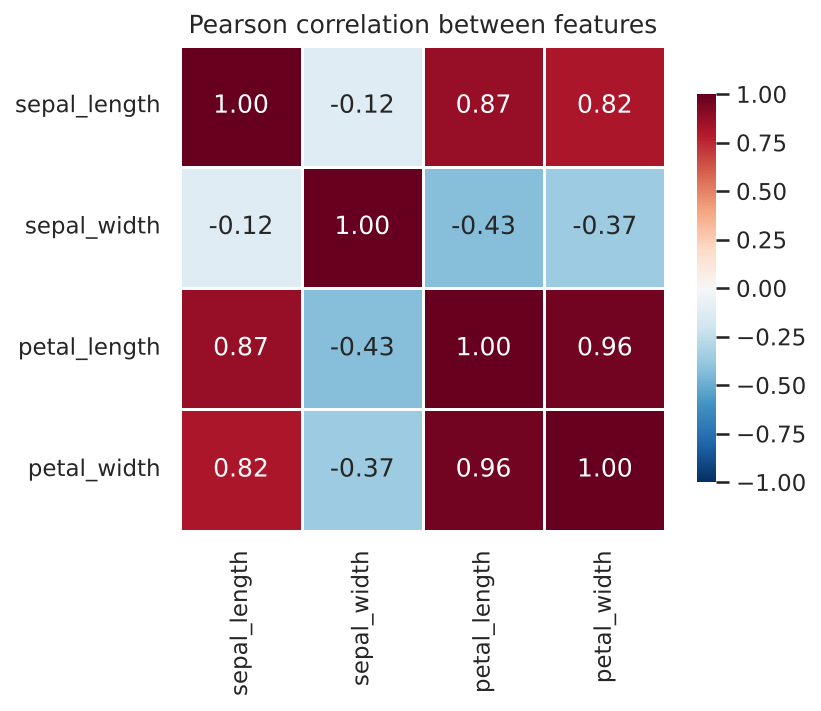 Pearson correlation between features
sepal_length 1.00 -0.12 0.87 0.82
sepal_width -0.12 1.00 -0.43 -0.37
petal_length 0.87 -0.43 1.00 0.96
petal_width 0.82 -0.37 0.96 1.00
sepal_length
sepal_width
petal_length
petal_width
1.00
0.75
0.50
0.25
0.00
−0.25
−0.50
−0.75
−1.00